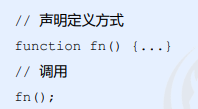 // 声明定义方式
function fn() {...}
// 调用
fn();